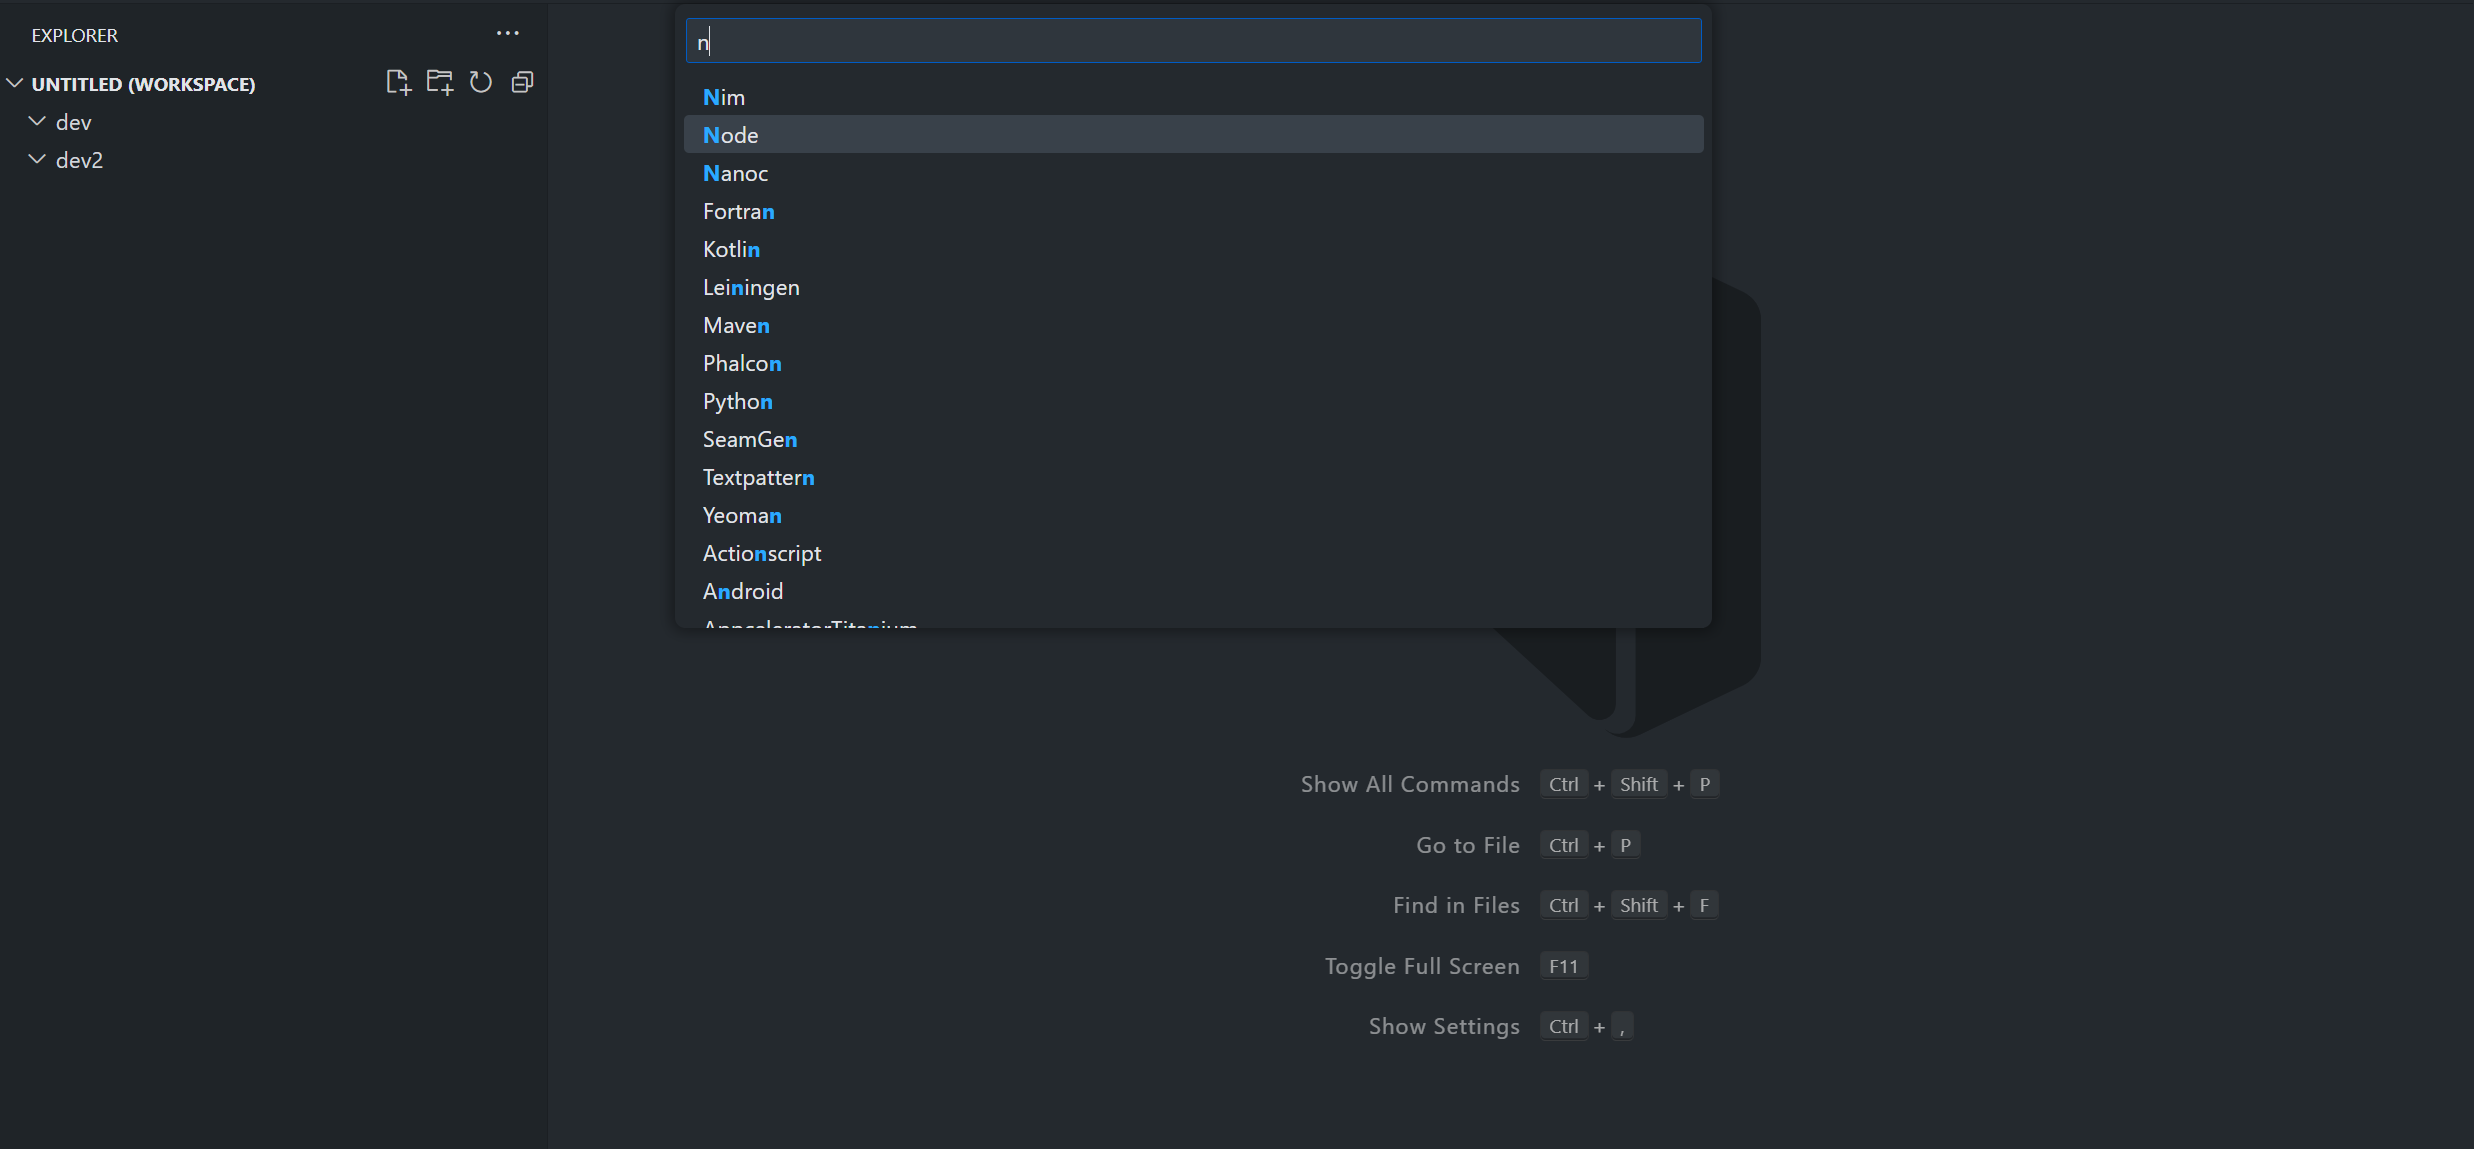 EXPLORER
UNTITLED (WORKSPACE)
dev
dev2
n
Nim
Node
Nanoc
Fortran
Kotlin
Leiningen
Maven
Phalcon
Python
SeamGen
Textpattern
Yeoman
Actionscript
Android
AppceleratorTitanium
Show All Commands Ctrl + Shift + P
Go to File Ctrl + P
Find in Files Ctrl + Shift + F
Toggle Full Screen F11
Show Settings Ctrl + ,